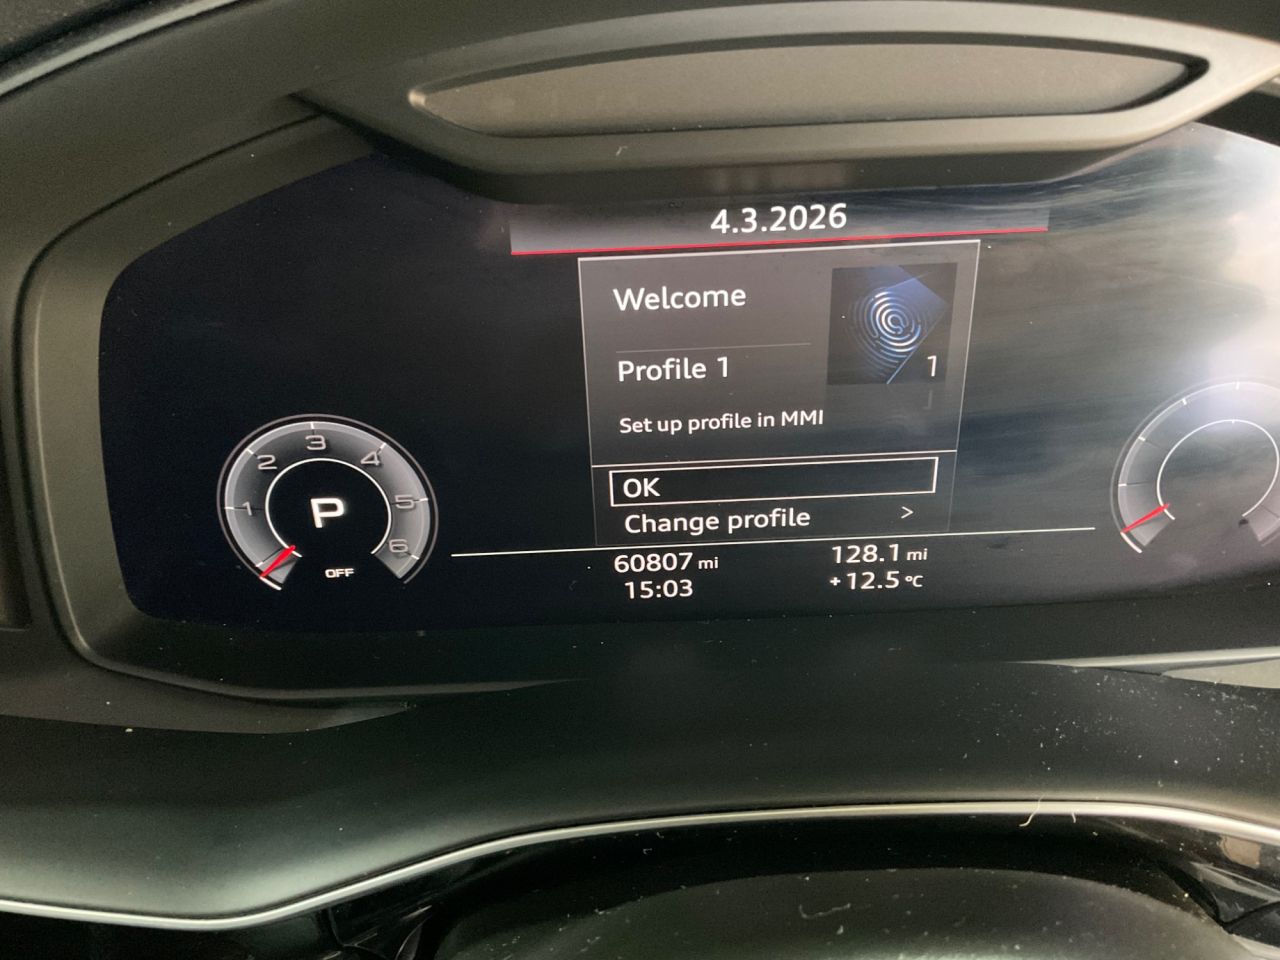 4.3.2026
Welcome
Profile 1
1
Set up profile in MMI
OK
Change profile >
60807 mi
128.1 mi
15:03
+12.5 °C
1
2
3
4
5
6
P
OFF